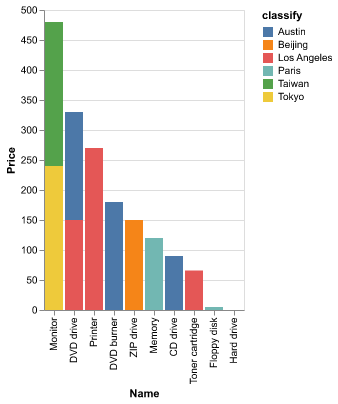 classify
Austin
Beijing
Los Angeles
Paris
Taiwan
Tokyo
Price
500
450
400
350
300
250
200
150
100
50
0
Monitor
DVD drive
Printer
DVD burner
ZIP drive
Memory
CD drive
Toner cartridge
Floppy disk
Hard drive
Name